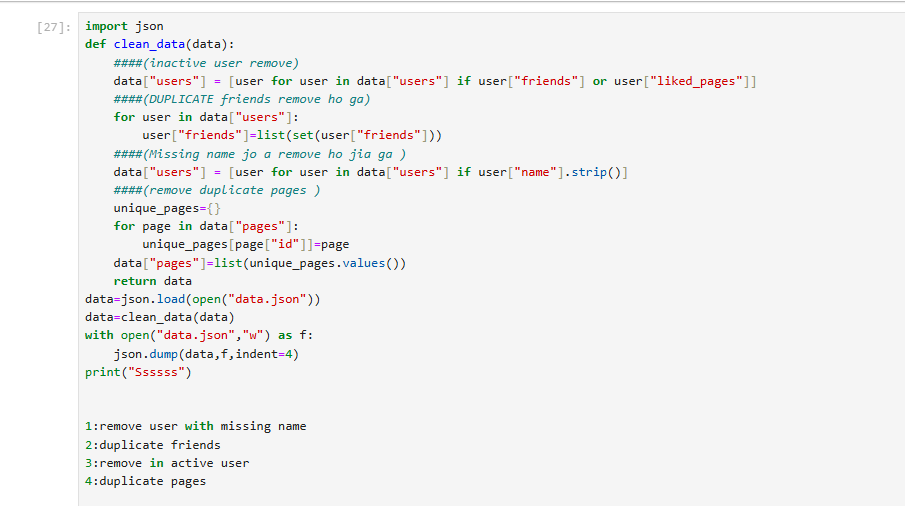 [27]:
import json
def clean_data(data):
    ####(inactive user remove)
    data["users"] = [user for user in data["users"] if user["friends"] or user["liked_pages"]]
    ####(DUPLICATE friends remove ho ga)
    for user in data["users"]:
        user["friends"]=list(set(user["friends"]))
    ####(Missing name jo a remove ho jia ga )
    data["users"] = [user for user in data["users"] if user["name"].strip()]
    ####(remove duplicate pages )
    unique_pages={}
    for page in data["pages"]:
        unique_pages[page["id"]]=page
    data["pages"]=list(unique_pages.values())
    return data
data=json.load(open("data.json"))
data=clean_data(data)
with open("data.json","w") as f:
    json.dump(data,f,indent=4)
print("Ssssss")
1:remove user with missing name
2:duplicate friends
3:remove in active user
4:duplicate pages